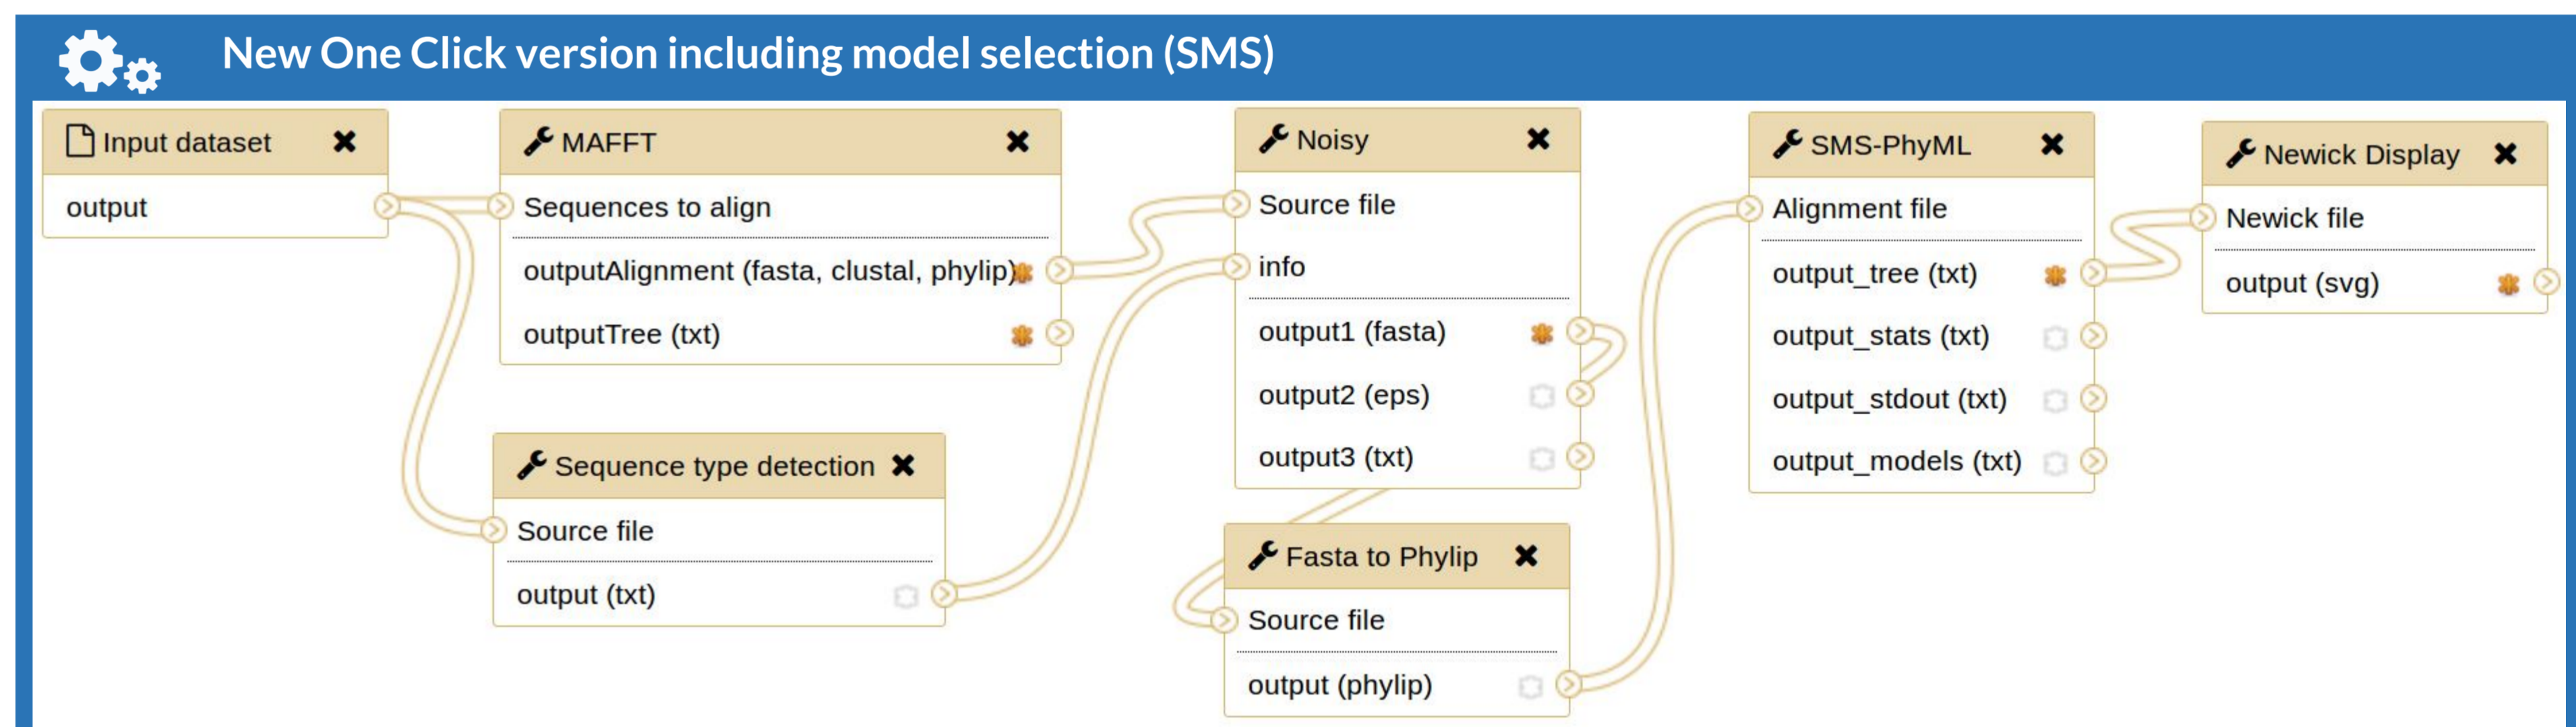 New One Click version including model selection (SMS)
Input dataset
output
MAFFT
Sequences to align
outputAlignment (fasta, clustal, phylip)
outputTree (txt)
Sequence type detection
Source file
output (txt)
Noisy
Source file
info
output1 (fasta)
output2 (eps)
output3 (txt)
Fasta to Phylip
Source file
output (phylip)
SMS-PhyML
Alignment file
output_tree (txt)
output_stats (txt)
output_stdout (txt)
output_models (txt)
Newick Display
Newick file
output (svg)